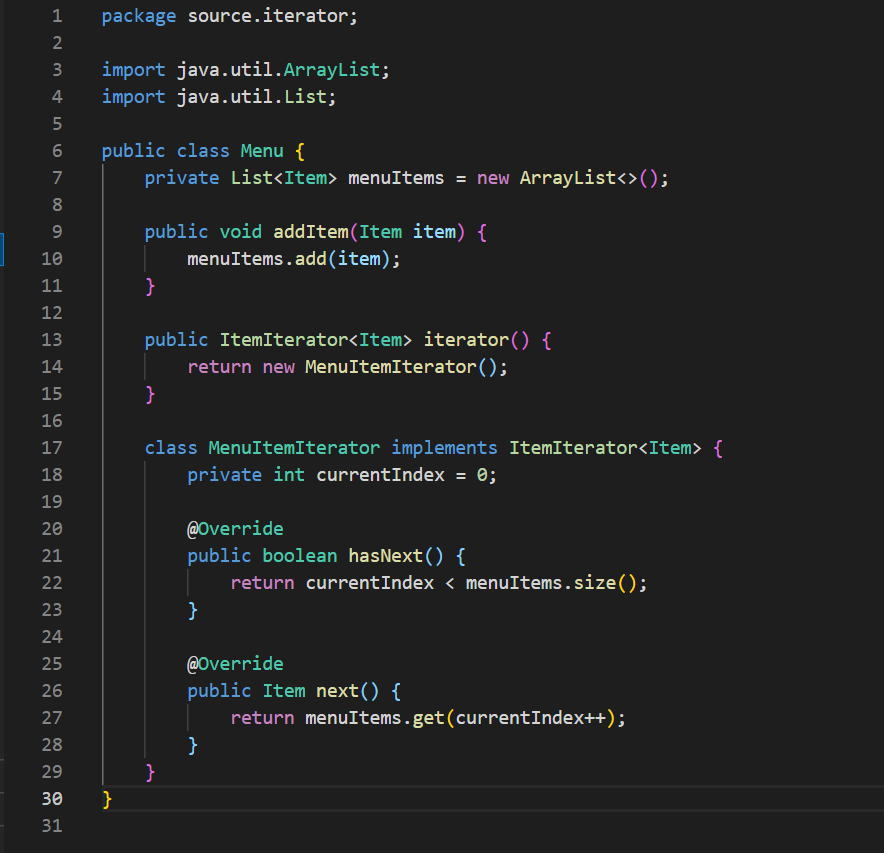 1 package source.iterator;
2
3 import java.util.ArrayList;
4 import java.util.List;
5
6 public class Menu {
7     private List<Item> menuItems = new ArrayList<>();
8
9     public void addItem(Item item) {
10         menuItems.add(item);
11     }
12
13     public ItemIterator<Item> iterator() {
14         return new MenuItemIterator();
15     }
16
17     class MenuItemIterator implements ItemIterator<Item> {
18         private int currentIndex = 0;
19
20         @Override
21         public boolean hasNext() {
22             return currentIndex < menuItems.size();
23         }
24
25         @Override
26         public Item next() {
27             return menuItems.get(currentIndex++);
28         }
29     }
30 }
31